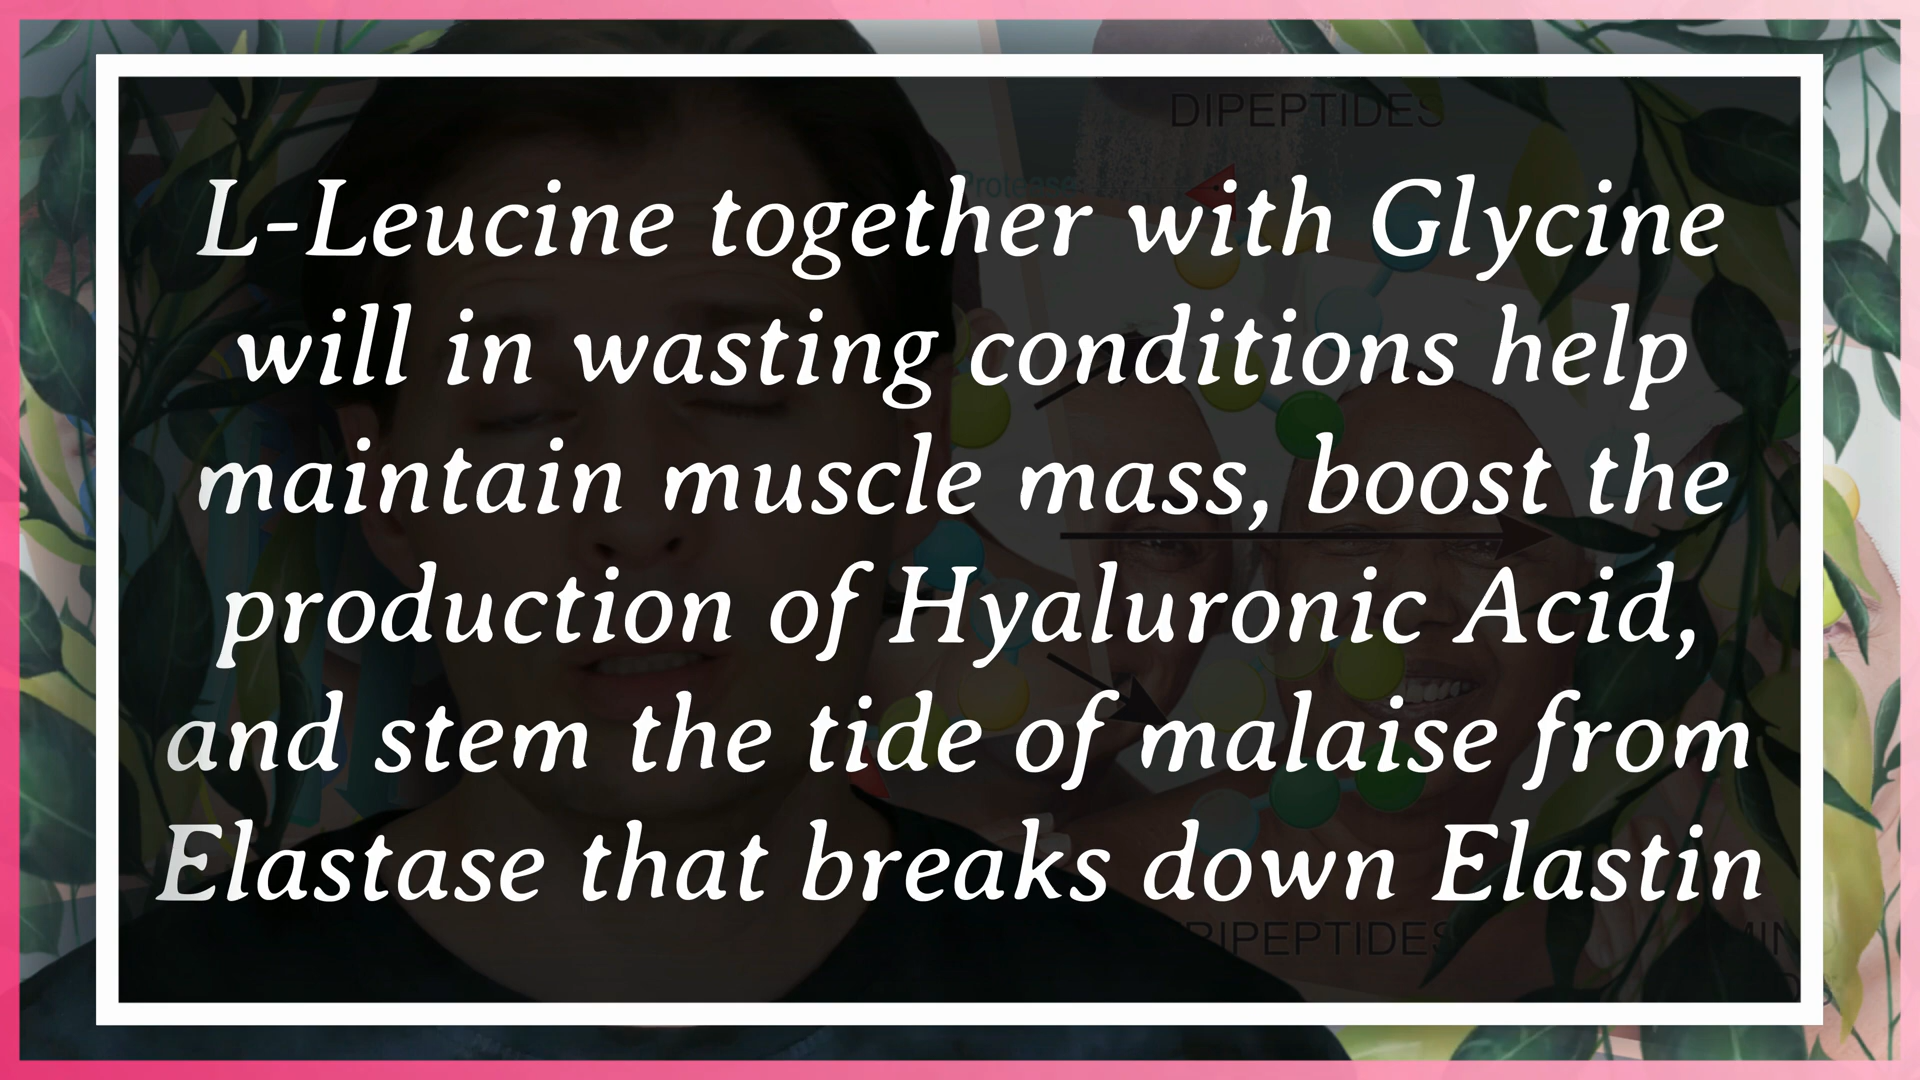 DIPEPTIDES
Protease
L-Leucine together with Glycine
will in wasting conditions help
maintain muscle mass, boost the
production of Hyaluronic Acid,
and stem the tide of malaise from
Elastase that breaks down Elastin